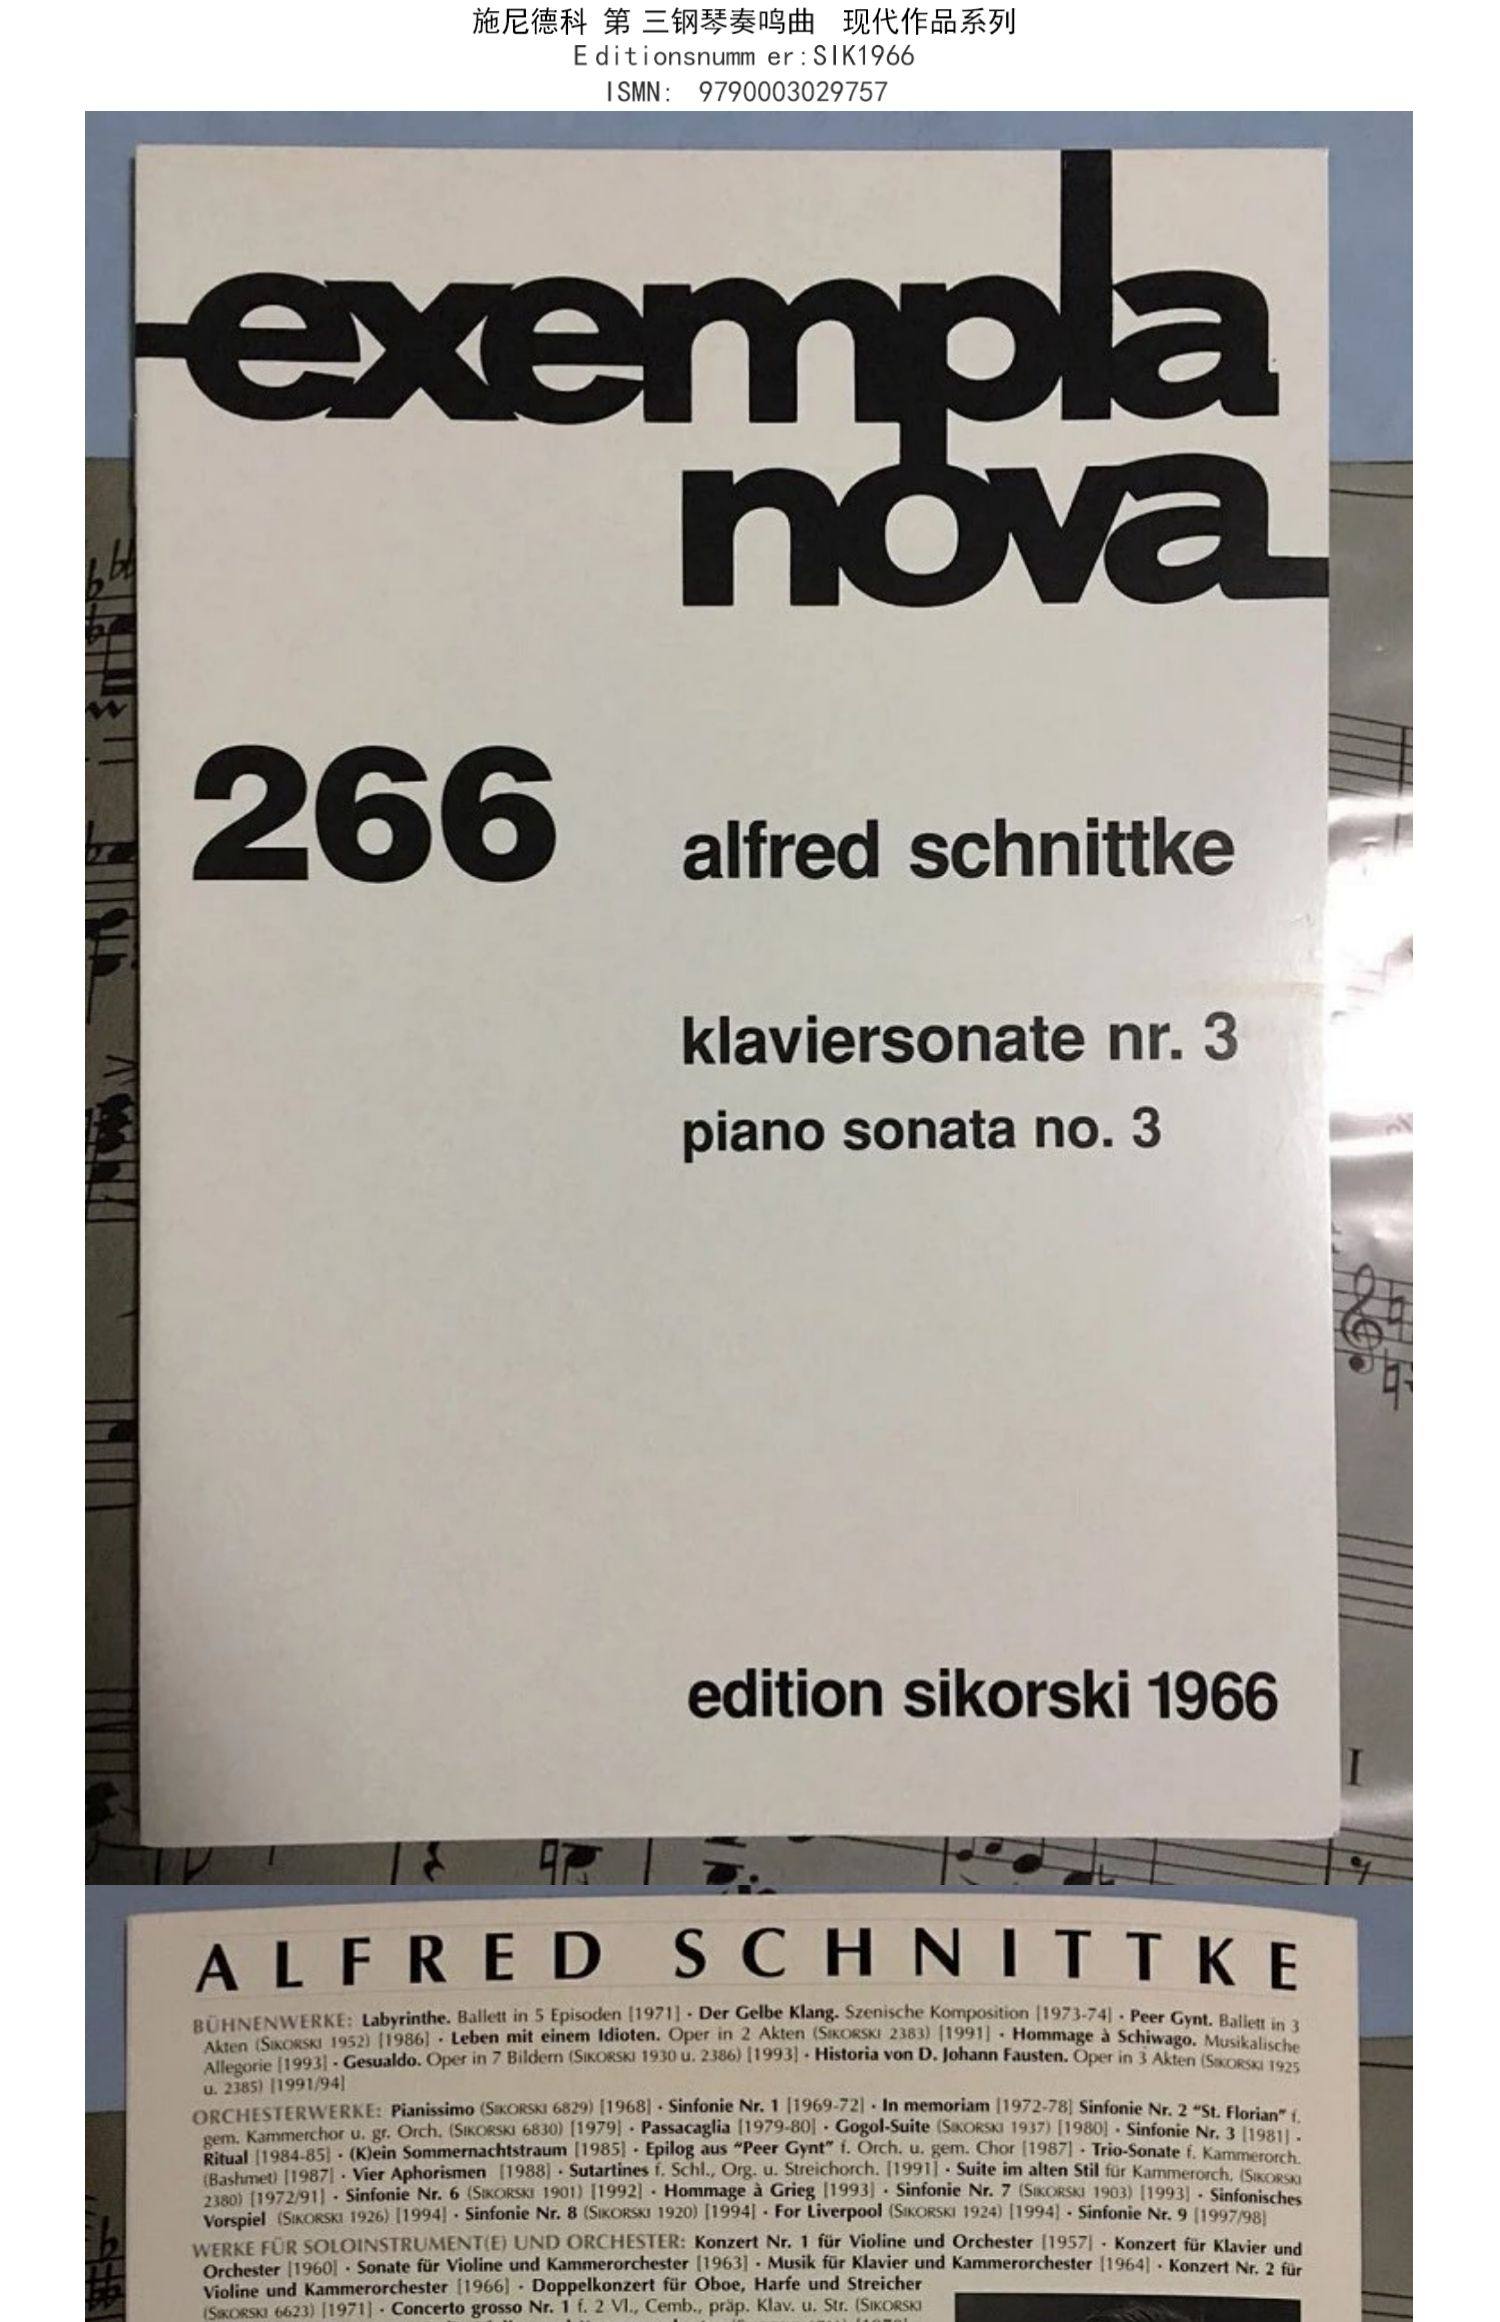 施尼德科 第 三钢琴奏鸣曲 现代作品系列
Editionsnumm er:SIK1966
ISMN: 9790003029757
exempla
nova
266
alfred schnittke
klaviersonate nr. 3
piano sonata no. 3
edition sikorski 1966
I
ALFRED SCHNITTKE
BÜHNENWERKE: Labyrinthe. Ballett in 5 Episoden [1971] · Der Gelbe Klang. Szenische Komposition [1973-74] · Peer Gynt. Ballett in 3
Akten (SIKORSKI 1952) [1986] · Leben mit einem Idioten. Oper in 2 Akten (SIKORSKI 2383) [1991] · Hommage à Schiwago. Musikalische
Allegorie [1993] · Gesualdo. Oper in 7 Bildern (SIKORSKI 1930 u. 2386) [1993] · Historia von D. Johann Fausten. Oper in 3 Akten (SIKORSKI 1925
u. 2385) [1991/94]
ORCHESTERWERKE: Pianissimo (SIKORSKI 6829) [1968] · Sinfonie Nr. 1 [1969-72] · In memoriam [1972-78] Sinfonie Nr. 2 “St. Florian” f.
gem. Kammerchor u. gr. Orch. (SIKORSKI 6830) [1979] · Passacaglia [1979-80] · Gogol-Suite (SIKORSKI 1937) [1980] · Sinfonie Nr. 3 [1981] ·
Ritual [1984-85] · (K)ein Sommernachtstraum [1985] · Epilog aus “Peer Gynt” f. Orch. u. gem. Chor [1987] · Trio-Sonate f. Kammerorch.
(Bashmet) [1987] · Vier Aphorismen [1988] · Sutartines f. Schl., Org. u. Streichorch. [1991] · Suite im alten Stil für Kammerorch. (SIKORSKI
2380) [1972/91] · Sinfonie Nr. 6 (SIKORSKI 1901) [1992] · Hommage à Grieg [1993] · Sinfonie Nr. 7 (SIKORSKI 1903) [1993] · Sinfonisches
Vorspiel (SIKORSKI 1926) [1994] · Sinfonie Nr. 8 (SIKORSKI 1920) [1994] · For Liverpool (SIKORSKI 1924) [1994] · Sinfonie Nr. 9 [1997/98]
WERKE FÜR SOLOINSTRUMENT(E) UND ORCHESTER: Konzert Nr. 1 für Violine und Orchester [1957] · Konzert für Klavier und
Orchester [1960] · Sonate für Violine und Kammerorchester [1963] · Musik für Klavier und Kammerorchester [1964] · Konzert Nr. 2 für
Violine und Kammerorchester [1966] · Doppelkonzert für Oboe, Harfe und Streicher
(SIKORSKI 6623) [1971] · Concerto grosso Nr. 1 f. 2 Vl., Cemb., präp. Klav. u. Str. (SIKORSKI